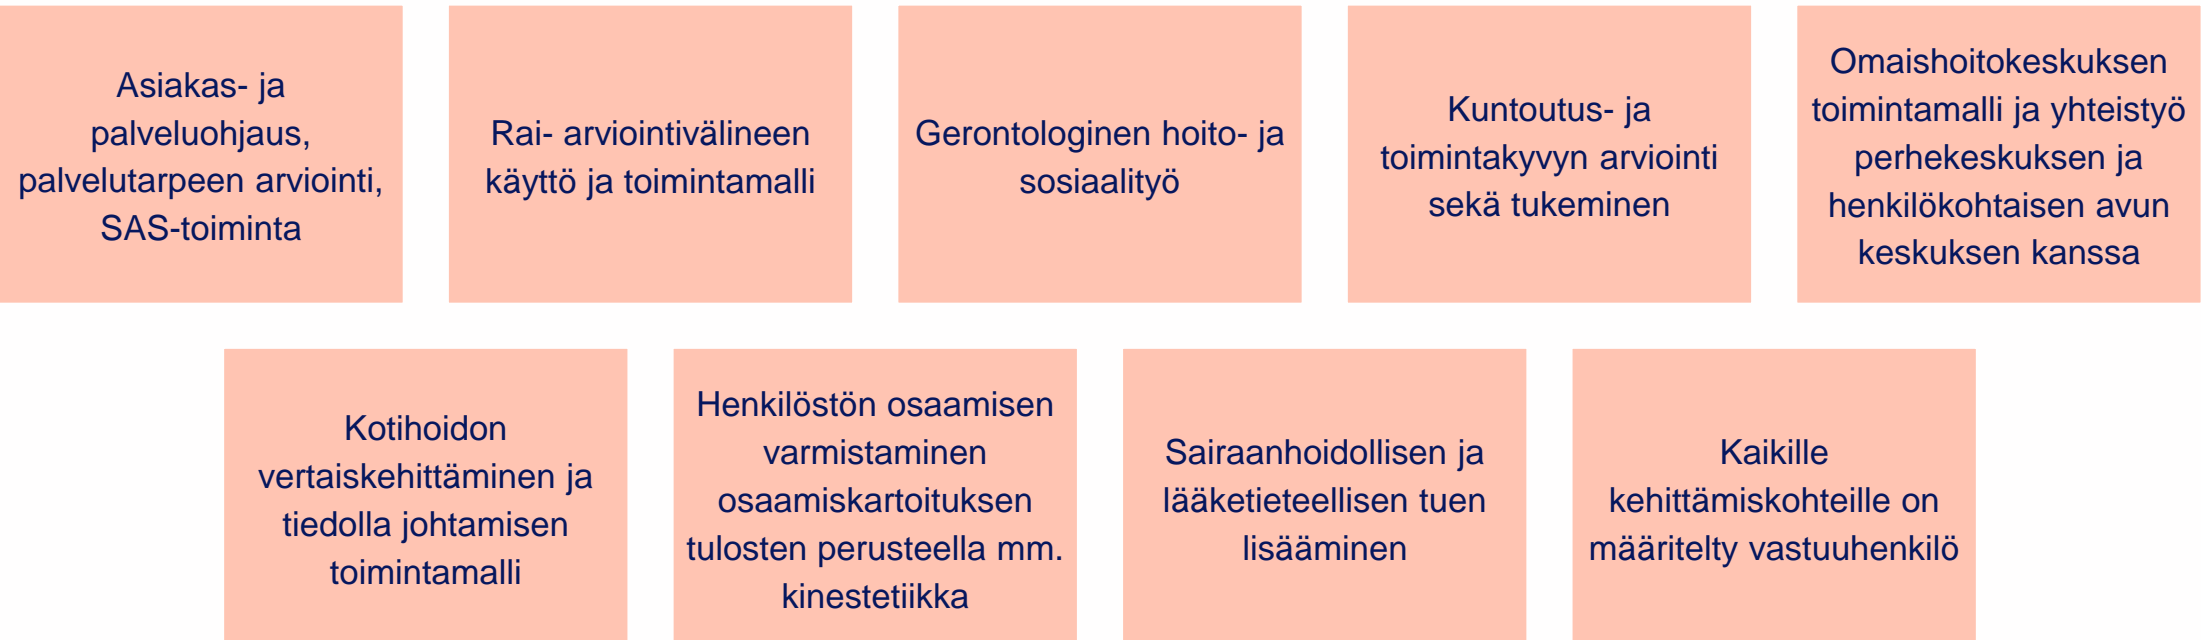 Asiakas- ja
palveluohjaus,
palvelutarpeen arviointi,
SAS-toiminta
Rai- arviointivälineen
käyttö ja toimintamalli
Gerontologinen hoito- ja
sosiaalityö
Kuntoutus- ja
toimintakyvyn arviointi
sekä tukeminen
Omaishoitokeskuksen
toimintamalli ja yhteistyö
perhekeskuksen ja
henkilökohtaisen avun
keskuksen kanssa
Kotihoidon
vertaiskehittäminen ja
tiedolla johtamisen
toimintamalli
Henkilöstön osaamisen
varmistaminen
osaamiskartoituksen
tulosten perusteella mm.
kinestetiikka
Sairaanhoidollisen ja
lääketieteellisen tuen
lisääminen
Kaikille
kehittämiskohteille on
määritelty vastuuhenkilö